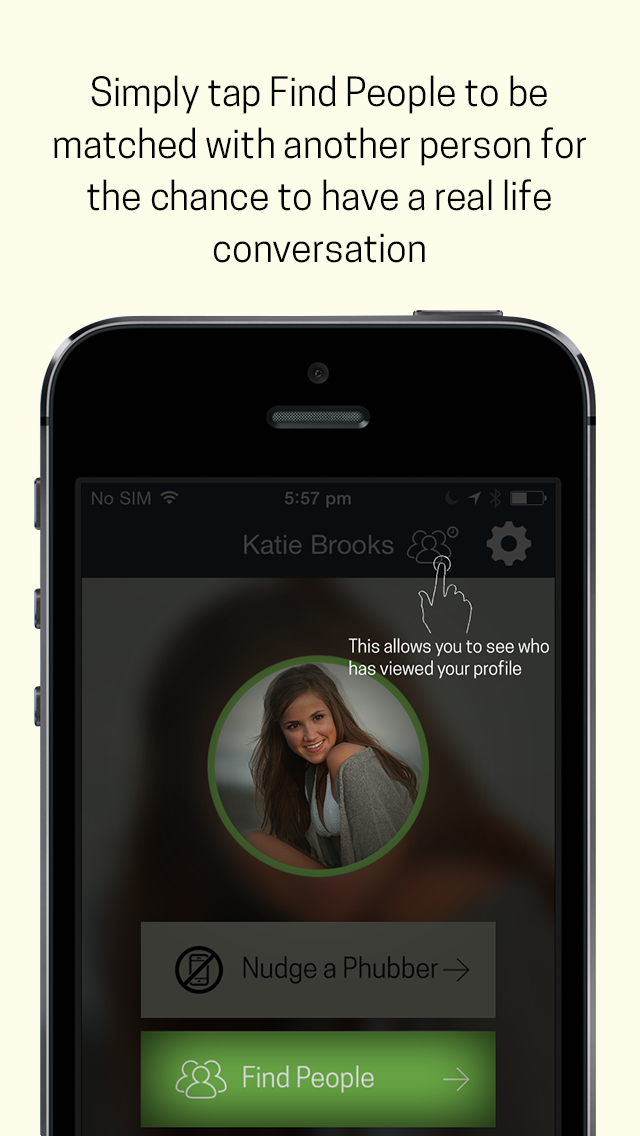 Simply tap Find People to be
matched with another person for
the chance to have a real life
conversation
No SIM 5:57 pm
Katie Brooks
This allows you to see who
has viewed your profile
Nudge a Phubber
Find People